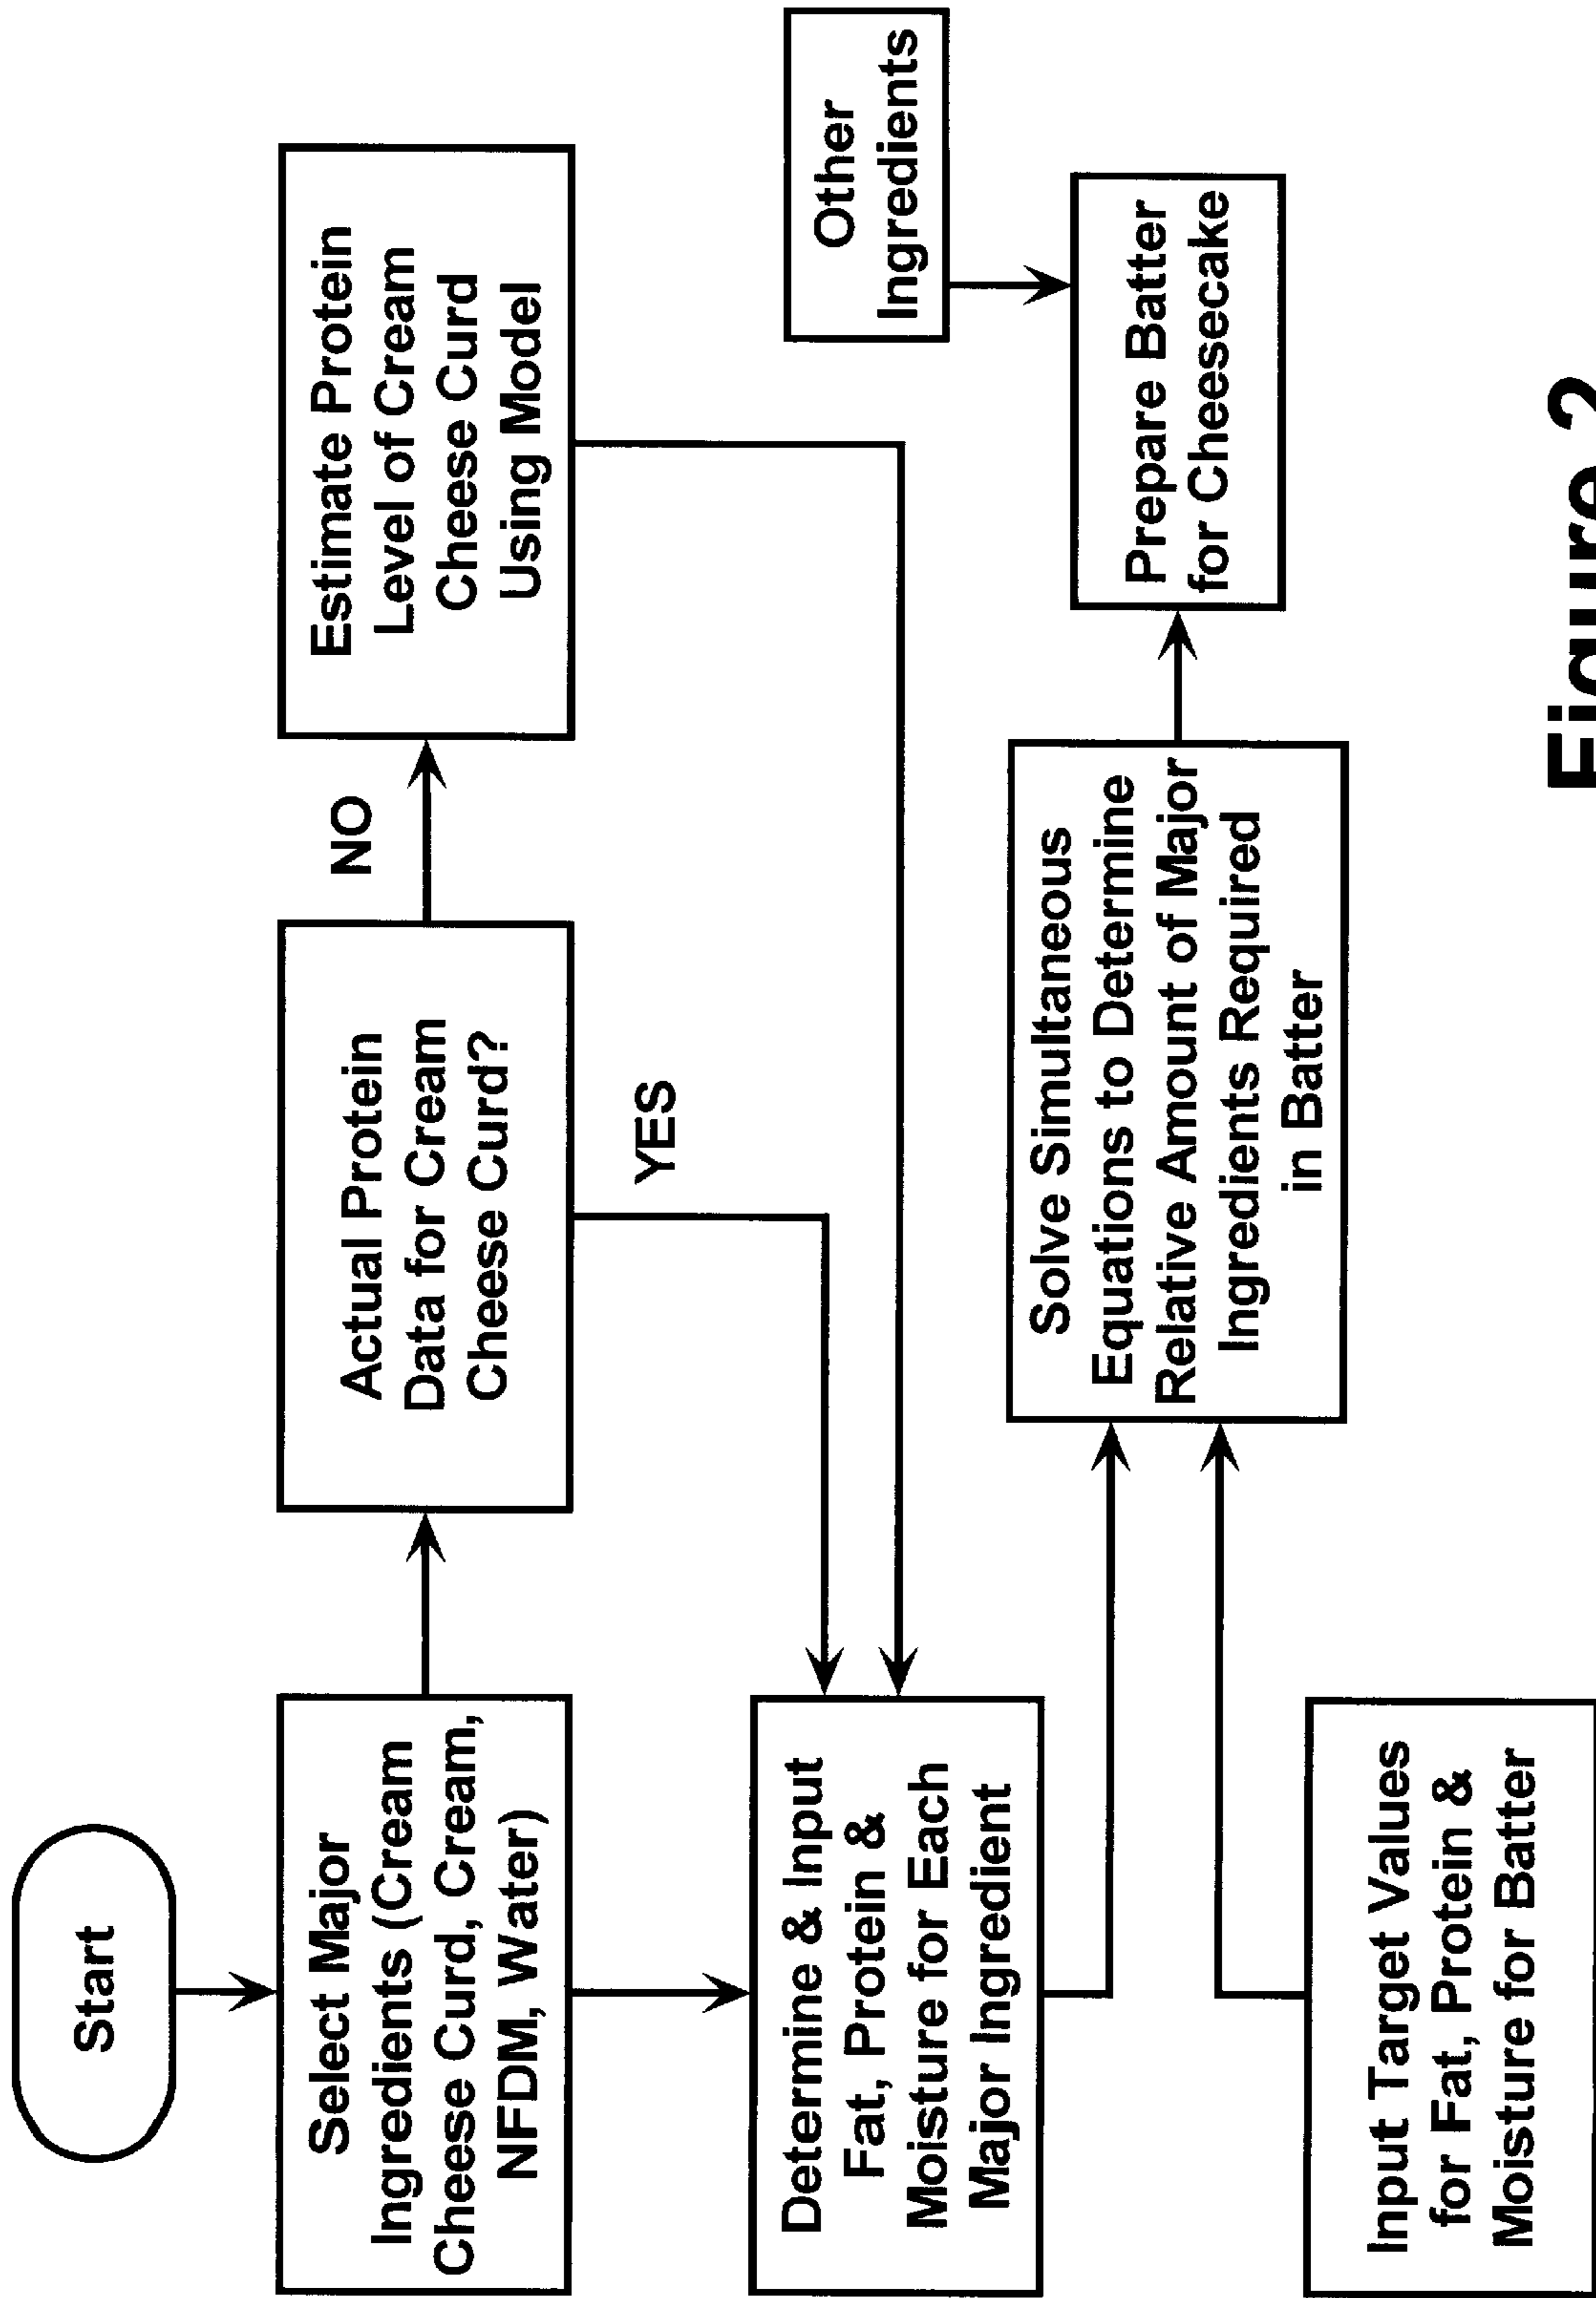 Start
Select Major
Ingredients (Cream
Cheese Curd, Cream,
NFDM, Water)
Actual Protein
Data for Cream
Cheese Curd?
NO
Estimate Protein
Level of Cream
Cheese Curd
Using Model
YES
Determine & Input
Fat, Protein &
Moisture for Each
Major Ingredient
Other
Ingredients
Solve Simultaneous
Equations to Determine
Relative Amount of Major
Ingredients Required
in Batter
Prepare Batter
for Cheesecake
Input Target Values
for Fat, Protein &
Moisture for Batter
Figure 2